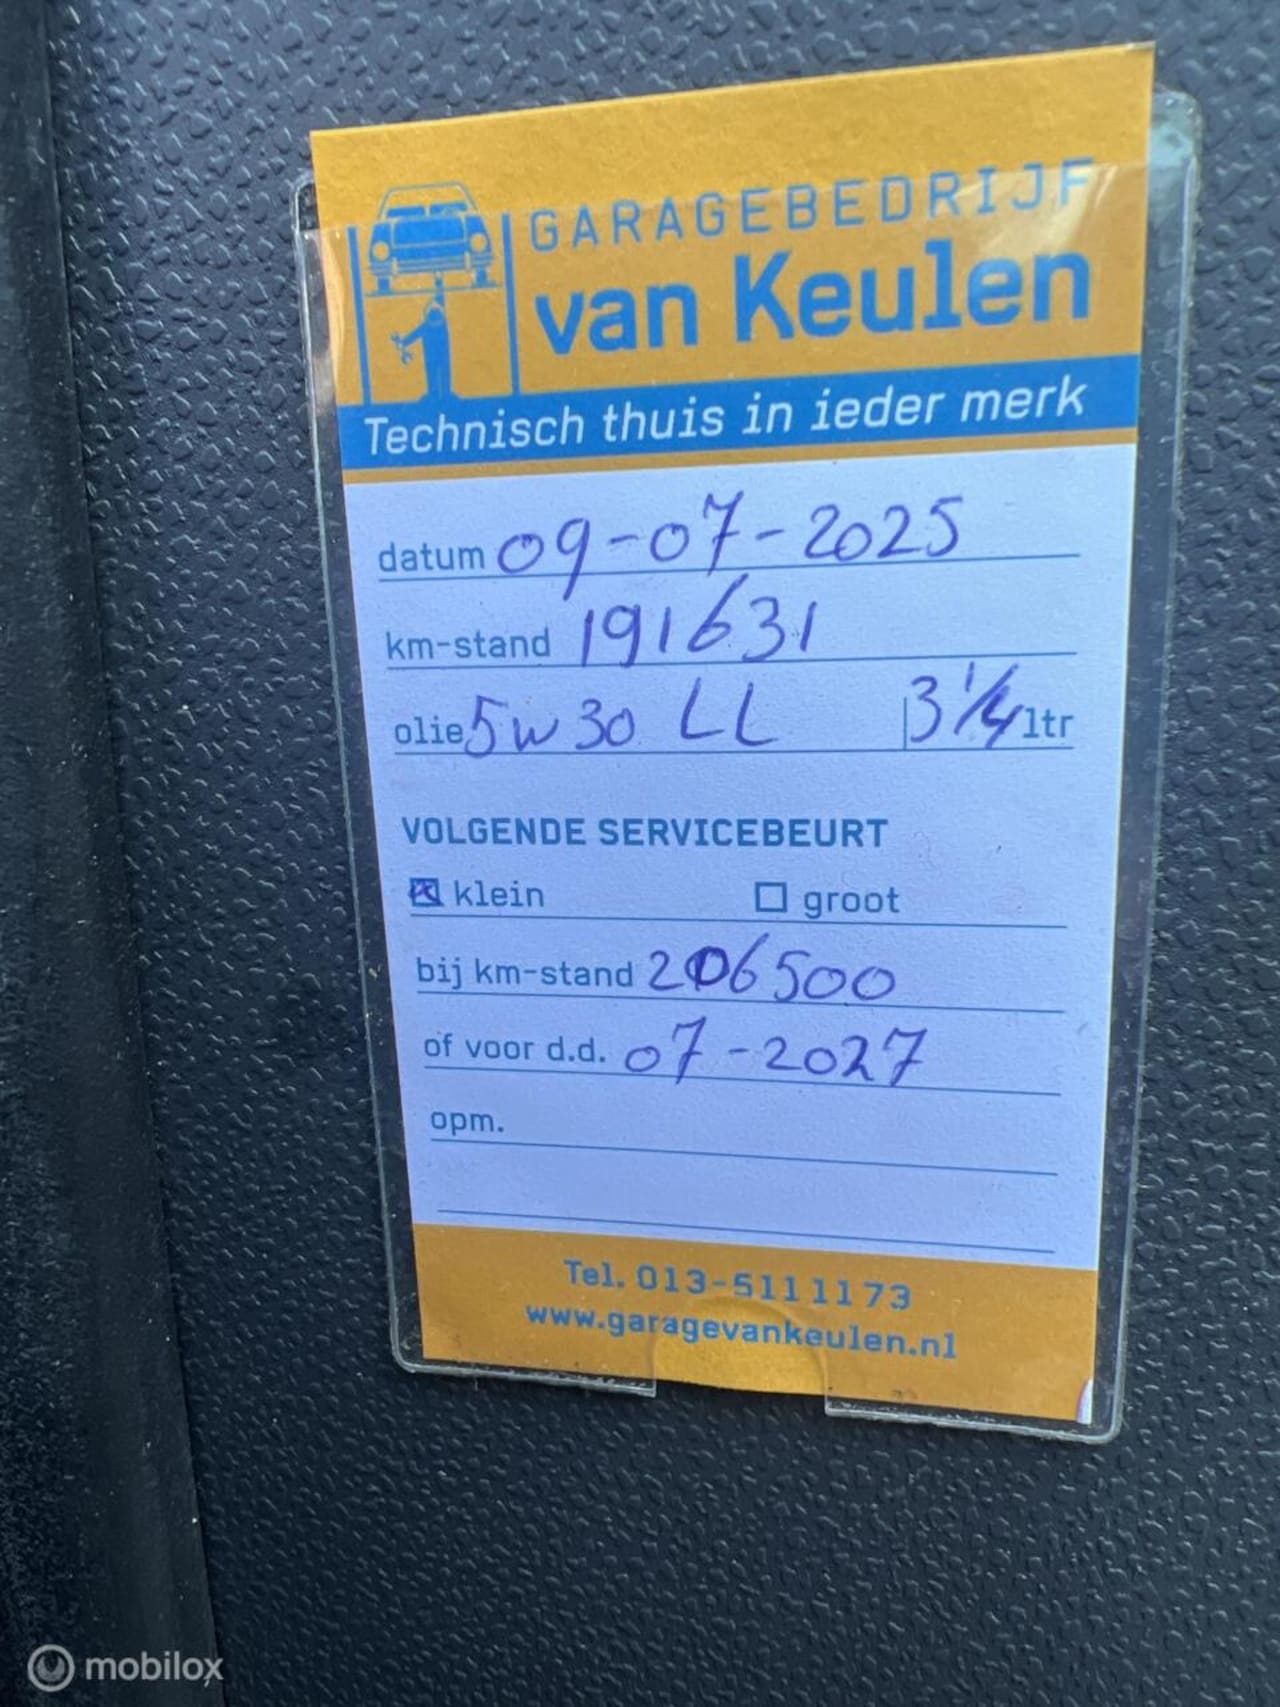 GARAGEBEDRIJF
van Keulen
Technisch thuis in ieder merk
datum 09-07-2025
km-stand 191631
olie 5w30 LL 3 1/4 ltr
VOLGENDE SERVICEBEURT
klein groot
bij km-stand 206500
of voor d.d. 07-2027
opm.
Tel. 013-5111173
www.garagevankeulen.nl
mobilox